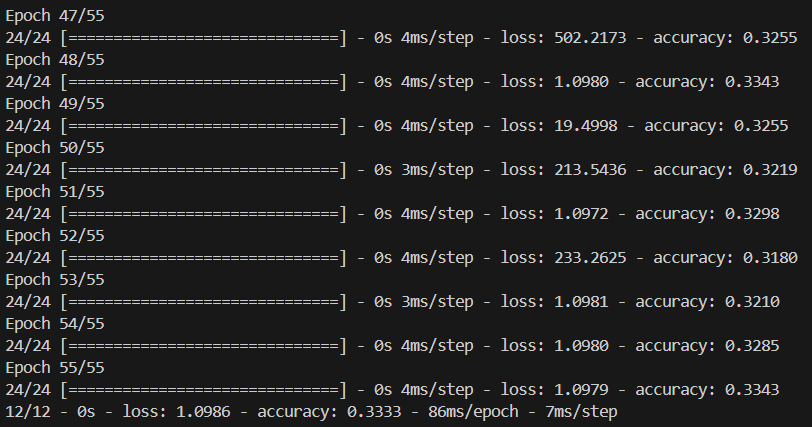 Epoch 47/55
24/24 [==============================] - 0s 4ms/step - loss: 502.2173 - accuracy: 0.3255
Epoch 48/55
24/24 [==============================] - 0s 4ms/step - loss: 1.0980 - accuracy: 0.3343
Epoch 49/55
24/24 [==============================] - 0s 4ms/step - loss: 19.4998 - accuracy: 0.3255
Epoch 50/55
24/24 [==============================] - 0s 3ms/step - loss: 213.5436 - accuracy: 0.3219
Epoch 51/55
24/24 [==============================] - 0s 4ms/step - loss: 1.0972 - accuracy: 0.3298
Epoch 52/55
24/24 [==============================] - 0s 4ms/step - loss: 233.2625 - accuracy: 0.3180
Epoch 53/55
24/24 [==============================] - 0s 3ms/step - loss: 1.0981 - accuracy: 0.3210
Epoch 54/55
24/24 [==============================] - 0s 4ms/step - loss: 1.0980 - accuracy: 0.3285
Epoch 55/55
24/24 [==============================] - 0s 4ms/step - loss: 1.0979 - accuracy: 0.3343
12/12 - 0s - loss: 1.0986 - accuracy: 0.3333 - 86ms/epoch - 7ms/step